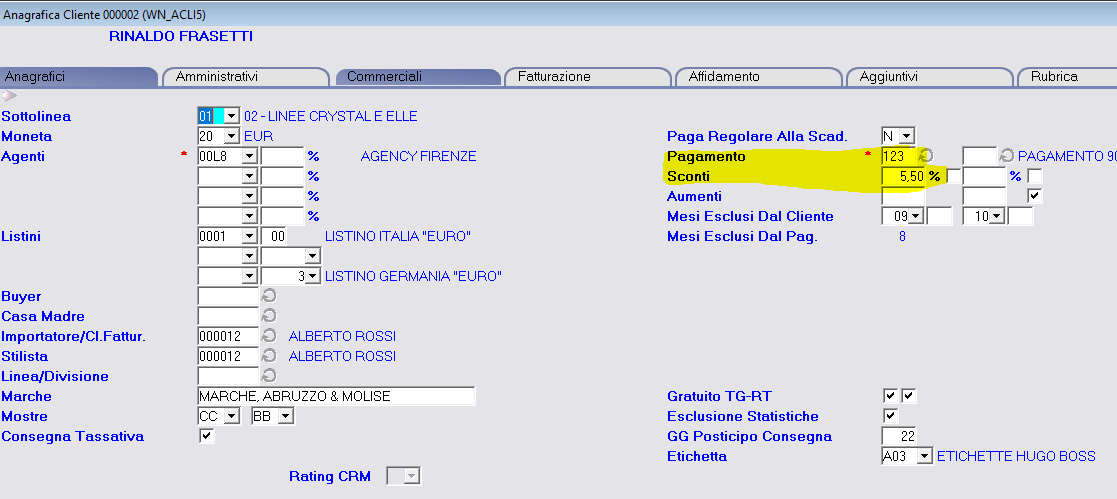 Anagrafica Cliente 000002 (WN_ACLI5)
RINALDO FRASETTI
Anagrafici Amministrativi Commerciali Fatturazione Affidamento Aggiuntivi Rubrica
Sottolinea 01 02 - LINEE CRYSTAL E ELLE
Moneta 20 EUR Paga Regolare Alla Scad. N
Agenti * 00L8 % AGENCY FIRENZE Pagamento * 123 PAGAMENTO 90
% Sconti 5,50 % %
% Aumenti
% Mesi Esclusi Dal Cliente 09 10
Listini 0001 00 LISTINO ITALIA "EURO" Mesi Esclusi Dal Pag. 8
3 LISTINO GERMANIA "EURO"
Buyer
Casa Madre
Importatore/Cl.Fattur. 000012 ALBERTO ROSSI
Stilista 000012 ALBERTO ROSSI
Linea/Divisione
Marche MARCHE, ABRUZZO & MOLISE Gratuito TG-RT
Mostre CC BB Esclusione Statistiche
Consegna Tassativa GG Posticipo Consegna 22
Etichetta A03 ETICHETTE HUGO BOSS
Rating CRM